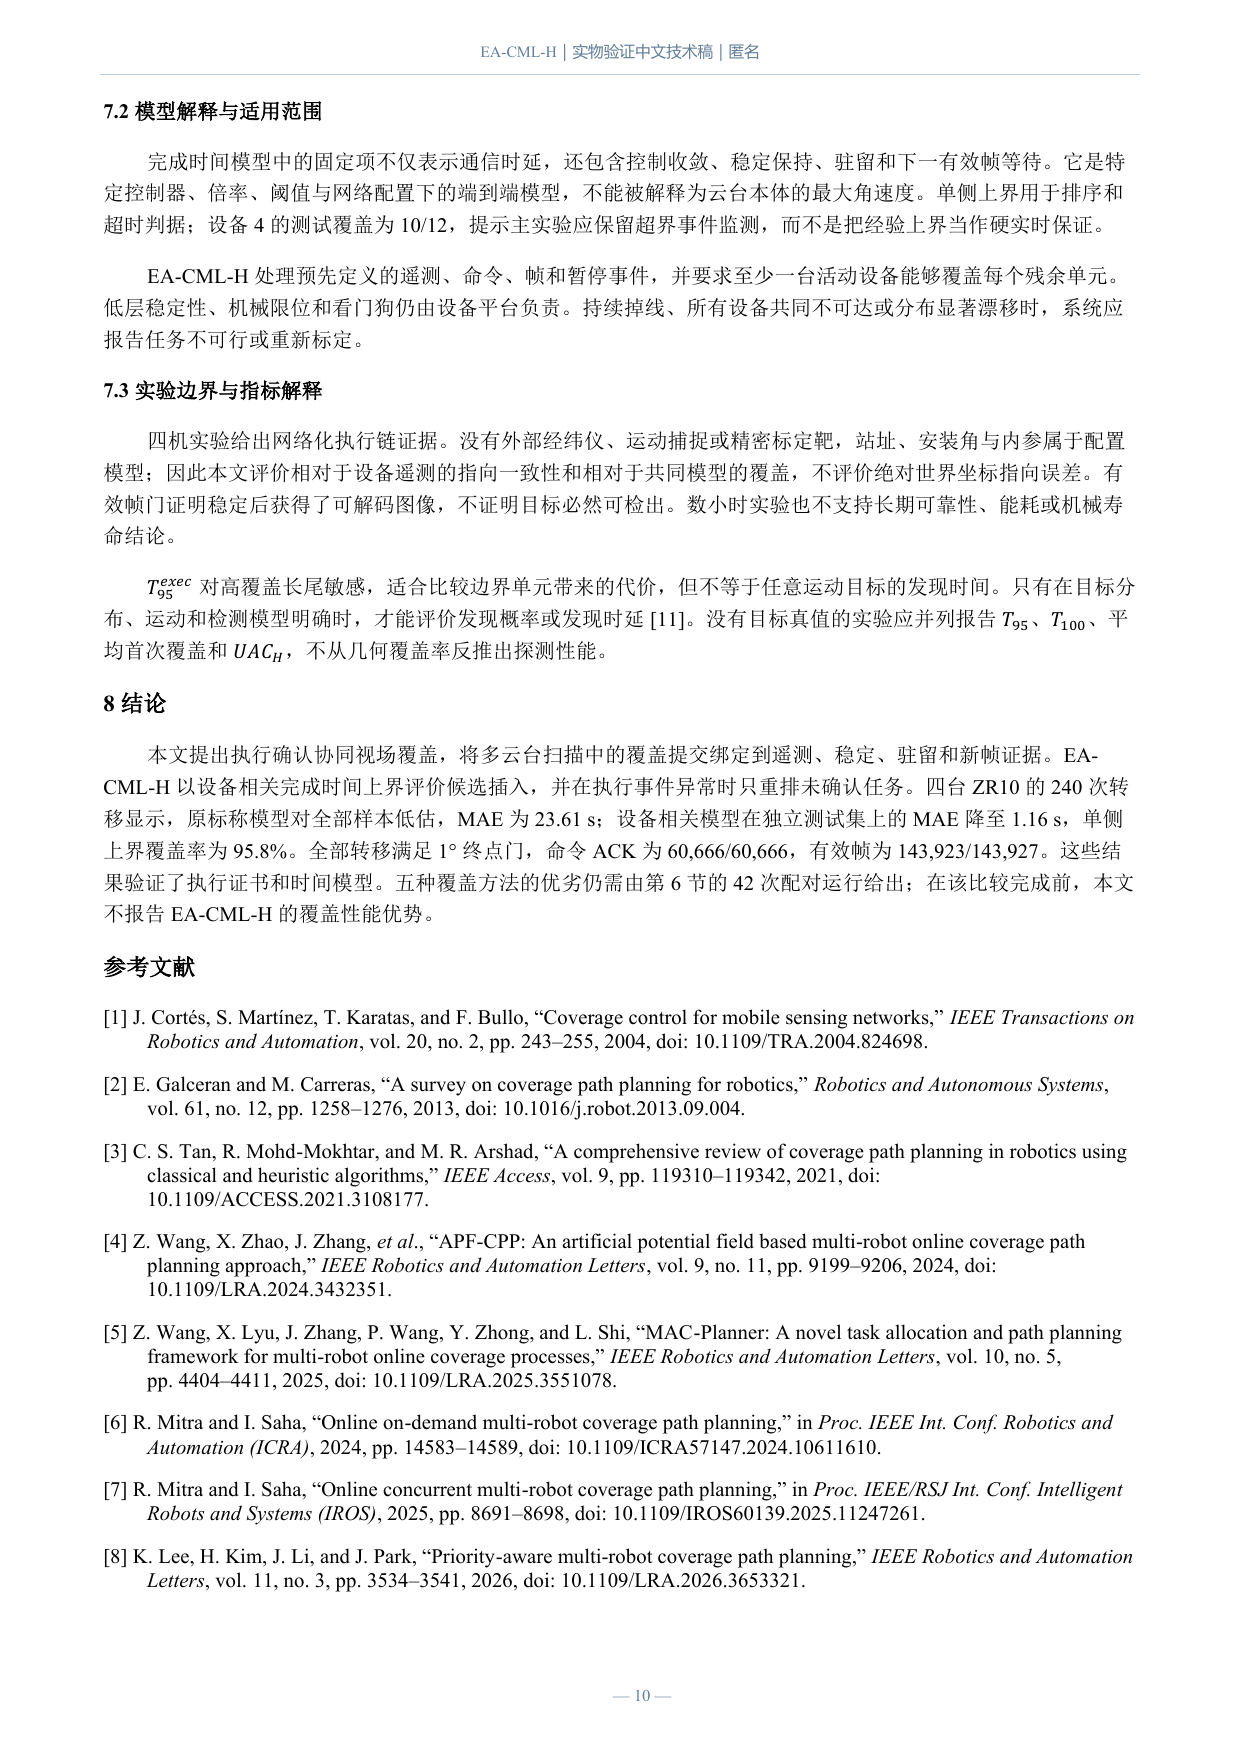 EA-CML-H | 实物验证中文技术稿 | 匿名
7.2 模型解释与适用范围
完成时间模型中的固定项不仅表示通信时延，还包含控制收敛、稳定保持、驻留和下一有效帧等待。它是特
定控制器、倍率、阈值与网络配置下的端到端模型，不能被解释为云台本体的最大角速度。单侧上界用于排序和
超时判据；设备 4 的测试覆盖为 10/12，提示主实验应保留超界事件监测，而不是把经验上界当作硬实时保证。
EA-CML-H 处理预先定义的遥测、命令、帧和暂停事件，并要求至少一台活动设备能够覆盖每个残余单元。
低层稳定性、机械限位和看门狗仍由设备平台负责。持续掉线、所有设备共同不可达或分布显著漂移时，系统应
报告任务不可行或重新标定。
7.3 实验边界与指标解释
四机实验给出网络化执行链证据。没有外部经纬仪、运动捕捉或精密标定靶，站址、安装角与内参属于配置
模型；因此本文评价相对于设备遥测的指向一致性和相对于共同模型的覆盖，不评价绝对世界坐标指向误差。有
效帧门证明稳定后获得了可解码图像，不证明目标必然可检出。数小时实验也不支持长期可靠性、能耗或机械寿
命结论。
T_{95}^{exec} 对高覆盖长尾敏感，适合比较边界单元带来的代价，但不等于任意运动目标的发现时间。只有在目标分
布、运动和检测模型明确时，才能评价发现概率或发现时延 [11]。没有目标真值的实验应并列报告 T_{95}、T_{100}、平
均首次覆盖和 UAC_H，不从几何覆盖率反推出探测性能。
8 结论
本文提出执行确认协同视场覆盖，将多云台扫描中的覆盖提交绑定到遥测、稳定、驻留和新帧证据。EA-
CML-H 以设备相关完成时间上界评价候选插入，并在执行事件异常时只重排未确认任务。四台 ZR10 的 240 次转
移显示，原标称模型对全部样本低估，MAE 为 23.61 s；设备相关模型在独立测试集上的 MAE 降至 1.16 s，单侧
上界覆盖率为 95.8%。全部转移满足 1° 终点门，命令 ACK 为 60,666/60,666，有效帧为 143,923/143,927。这些结
果验证了执行证书和时间模型。五种覆盖方法的优劣仍需由第 6 节的 42 次配对运行给出；在该比较完成前，本文
不报告 EA-CML-H 的覆盖性能优势。
参考文献
[1] J. Cortés, S. Martínez, T. Karatas, and F. Bullo, “Coverage control for mobile sensing networks,” IEEE Transactions on
Robotics and Automation, vol. 20, no. 2, pp. 243–255, 2004, doi: 10.1109/TRA.2004.824698.
[2] E. Galceran and M. Carreras, “A survey on coverage path planning for robotics,” Robotics and Autonomous Systems,
vol. 61, no. 12, pp. 1258–1276, 2013, doi: 10.1016/j.robot.2013.09.004.
[3] C. S. Tan, R. Mohd-Mokhtar, and M. R. Arshad, “A comprehensive review of coverage path planning in robotics using
classical and heuristic algorithms,” IEEE Access, vol. 9, pp. 119310–119342, 2021, doi:
10.1109/ACCESS.2021.3108177.
[4] Z. Wang, X. Zhao, J. Zhang, et al., “APF-CPP: An artificial potential field based multi-robot online coverage path
planning approach,” IEEE Robotics and Automation Letters, vol. 9, no. 11, pp. 9199–9206, 2024, doi:
10.1109/LRA.2024.3432351.
[5] Z. Wang, X. Lyu, J. Zhang, P. Wang, Y. Zhong, and L. Shi, “MAC-Planner: A novel task allocation and path planning
framework for multi-robot online coverage processes,” IEEE Robotics and Automation Letters, vol. 10, no. 5,
pp. 4404–4411, 2025, doi: 10.1109/LRA.2025.3551078.
[6] R. Mitra and I. Saha, “Online on-demand multi-robot coverage path planning,” in Proc. IEEE Int. Conf. Robotics and
Automation (ICRA), 2024, pp. 14583–14589, doi: 10.1109/ICRA57147.2024.10611610.
[7] R. Mitra and I. Saha, “Online concurrent multi-robot coverage path planning,” in Proc. IEEE/RSJ Int. Conf. Intelligent
Robots and Systems (IROS), 2025, pp. 8691–8698, doi: 10.1109/IROS60139.2025.11247261.
[8] K. Lee, H. Kim, J. Li, and J. Park, “Priority-aware multi-robot coverage path planning,” IEEE Robotics and Automation
Letters, vol. 11, no. 3, pp. 3534–3541, 2026, doi: 10.1109/LRA.2026.3653321.
— 10 —